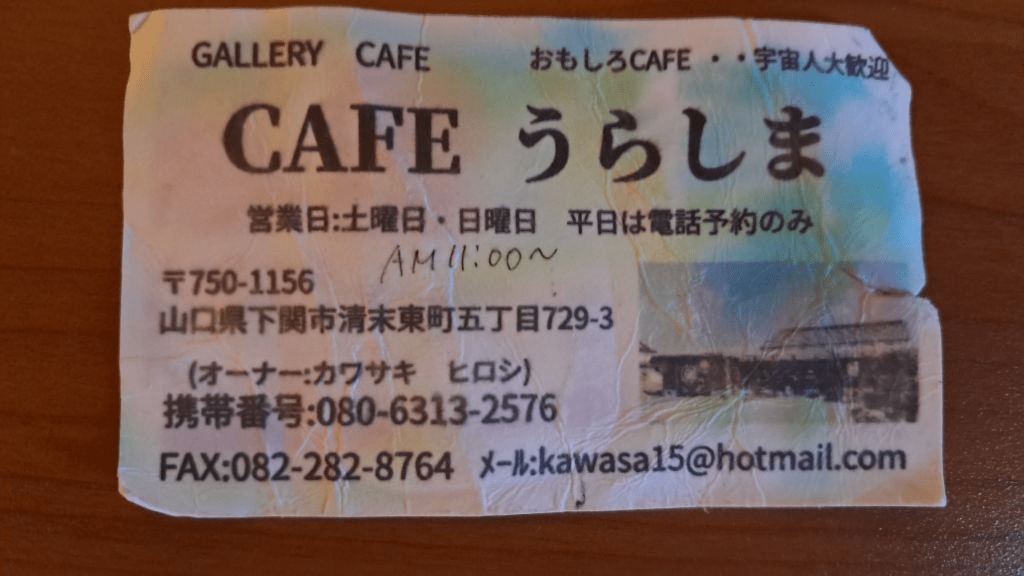 GALLERY CAFE おもしろCAFE ・・宇宙人大歓迎
CAFE うらしま
営業日:土曜日・日曜日 平日は電話予約のみ
AM11:00~
〒750-1156
山口県下関市清末東町五丁目729-3
(オーナー:カワサキ ヒロシ)
携帯番号:080-6313-2576
FAX:082-282-8764 メール:kawasa15@hotmail.com